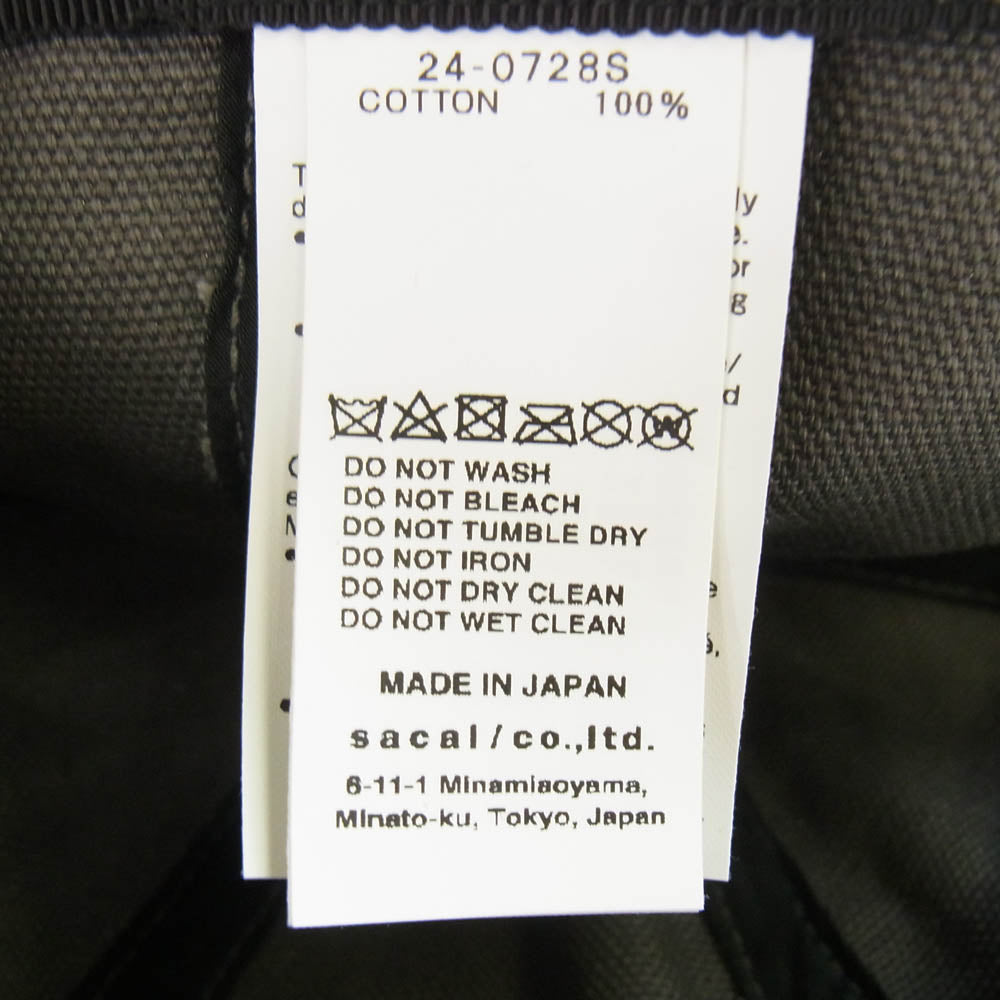 24-0728S
COTTON 100%
DO NOT WASH
DO NOT BLEACH
DO NOT TUMBLE DRY
DO NOT IRON
DO NOT DRY CLEAN
DO NOT WET CLEAN
MADE IN JAPAN
sacai/co.,ltd.
6-11-1 Minamiaoyama,
Minato-ku, Tokyo, Japan